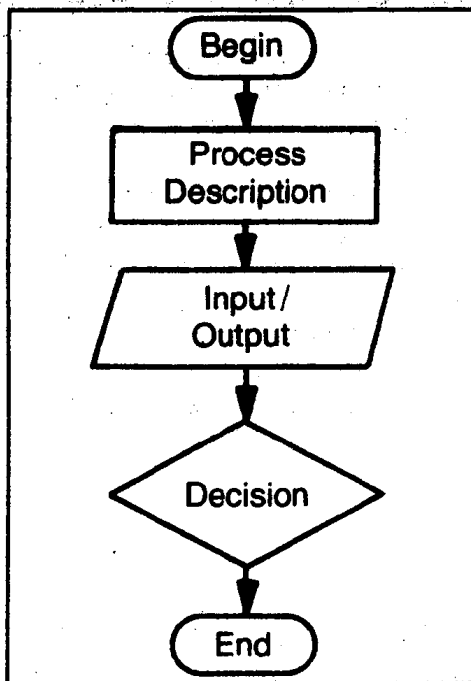 Begin
Process
Description
Input/
Output
Decision
End